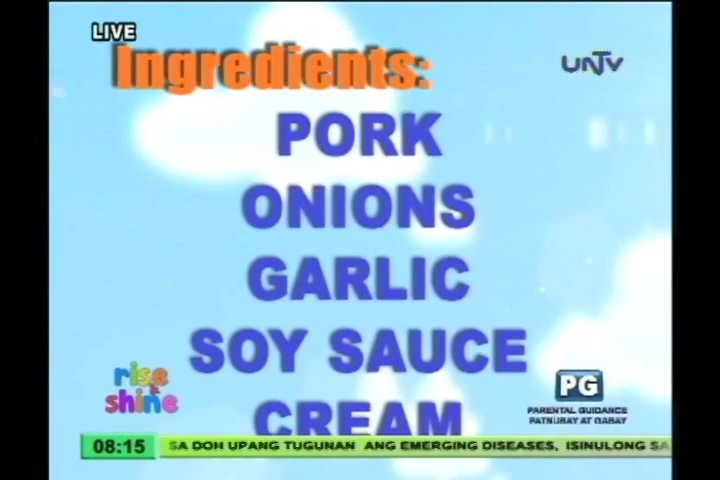 LIVE
Ingredients:
UNTV
PORK
ONIONS
GARLIC
SOY SAUCE
CREAM
rise & shine
PG
PARENTAL GUIDANCE
PATNUBAY AT GABAY
08:15 SA DOH UPANG TUGUNAN ANG EMERGING DISEASES, ISINULONG SA